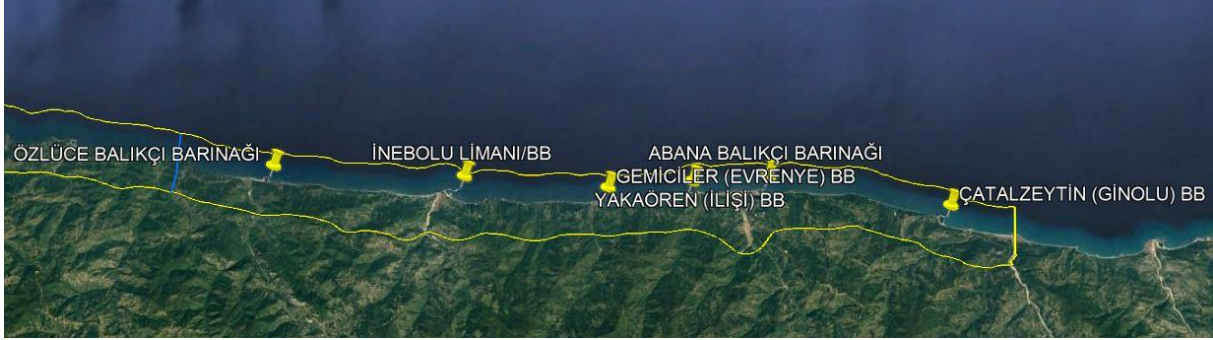 ÖZLÜCE BALIKÇI BARINAĞI
İNEBOLU LİMANI/BB
ABANA BALIKÇI BARINAĞI
GEMİCİLER (EVRENYE) BB
YAKAÖREN (İLİŞİ) BB
ÇATALZEYTİN (GİNOLU) BB